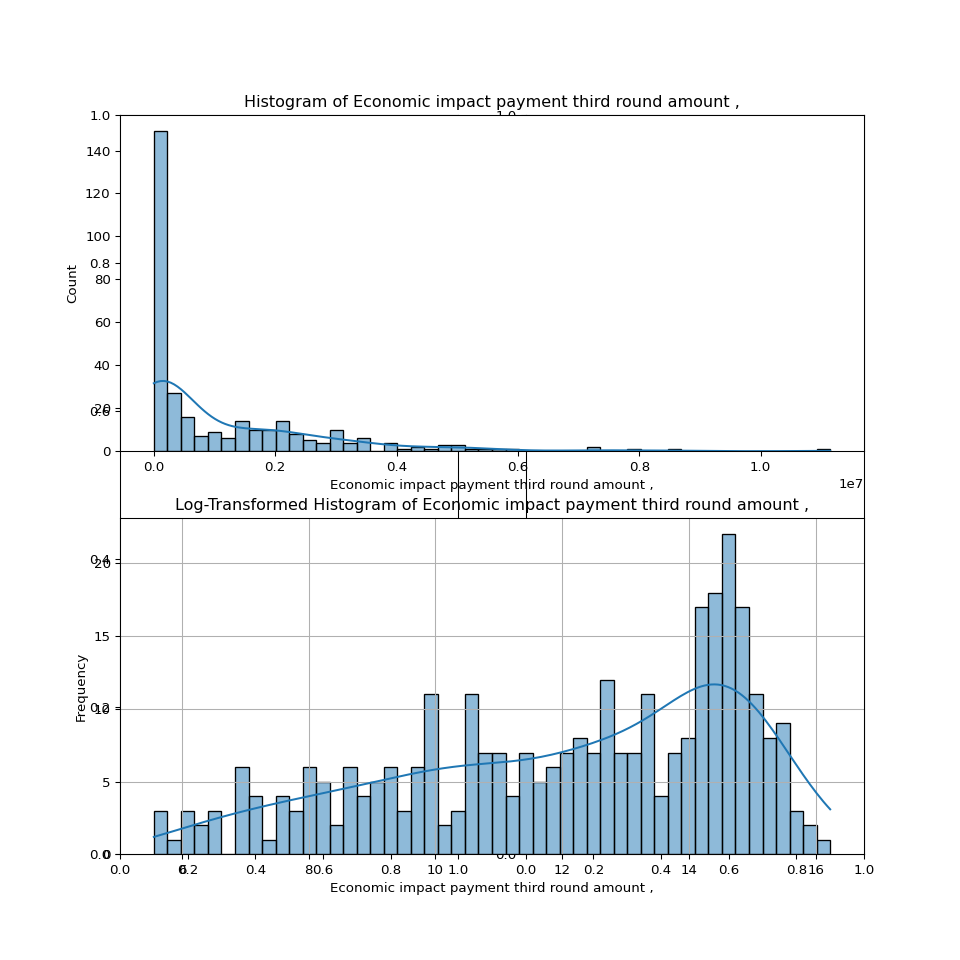 Histogram of Economic impact payment third round amount ,
1.0
1.0
140
120
100
0.8
80
60
40
20
0.6
0
Count
0.0 0.2 0.4 0.6 0.8 1.0
Economic impact payment third round amount ,
1e7
Log-Transformed Histogram of Economic impact payment third round amount ,
0.4
20
15
0.2
10
5
0.0
0
0.0
Frequency
0.0 6 0.2 0.4 8 0.6 0.8 10 1.0 0.0 12 0.2 0.4 14 0.6 0.8 16 1.0
Economic impact payment third round amount ,